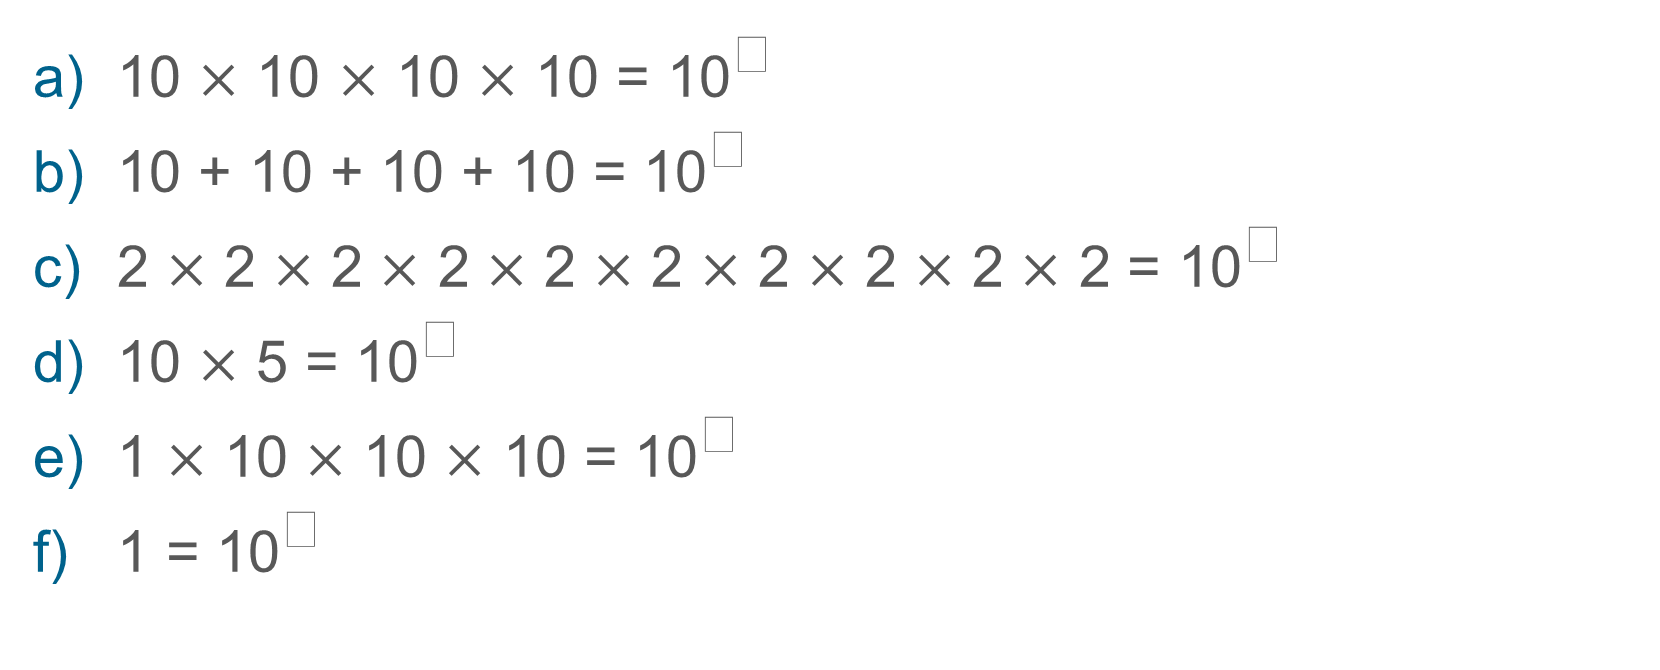 a) 10 × 10 × 10 × 10 = 10□
b) 10 + 10 + 10 + 10 = 10□
c) 2 × 2 × 2 × 2 × 2 × 2 × 2 × 2 × 2 × 2 = 10□
d) 10 × 5 = 10□
e) 1 × 10 × 10 × 10 = 10□
f) 1 = 10□